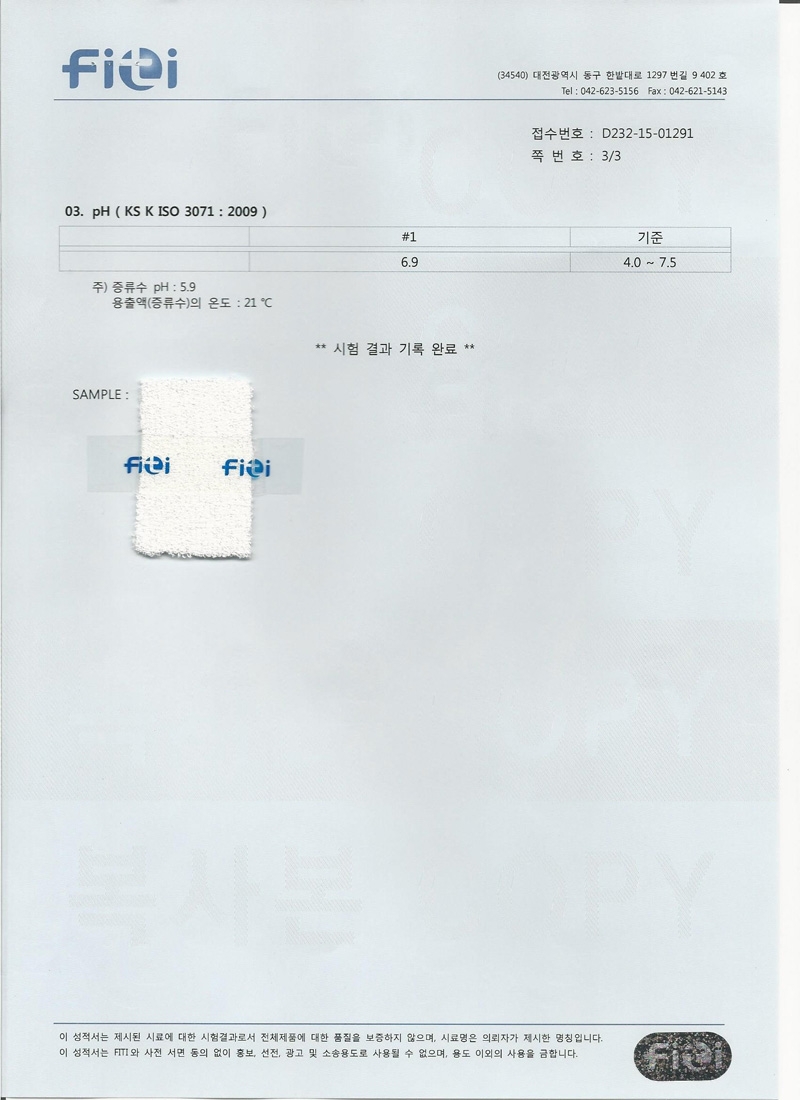 FiTi
(34540) 대전광역시 동구 한밭대로 1297 번길 9 402 호
Tel : 042-623-5156 Fax : 042-621-5143
접수번호 : D232-15-01291
쪽 번 호 : 3/3
03. pH ( KS K ISO 3071 : 2009 )
#1 기준
6.9 4.0 ~ 7.5
주) 증류수 pH : 5.9
용출액(증류수)의 온도 : 21 ℃
** 시험 결과 기록 완료 **
SAMPLE :
FiTi FiTi
YPO
복사본 YPO
이 성적서는 제시된 시료에 대한 시험결과로서 전체제품에 대한 품질을 보증하지 않으며, 시료명은 의뢰자가 제시한 명칭입니다.
이 성적서는 FITI 와 사전 서면 동의 없이 홍보, 선전, 광고 및 소송용도로 사용될 수 없으며, 용도 이외의 사용을 금합니다.
FiTi